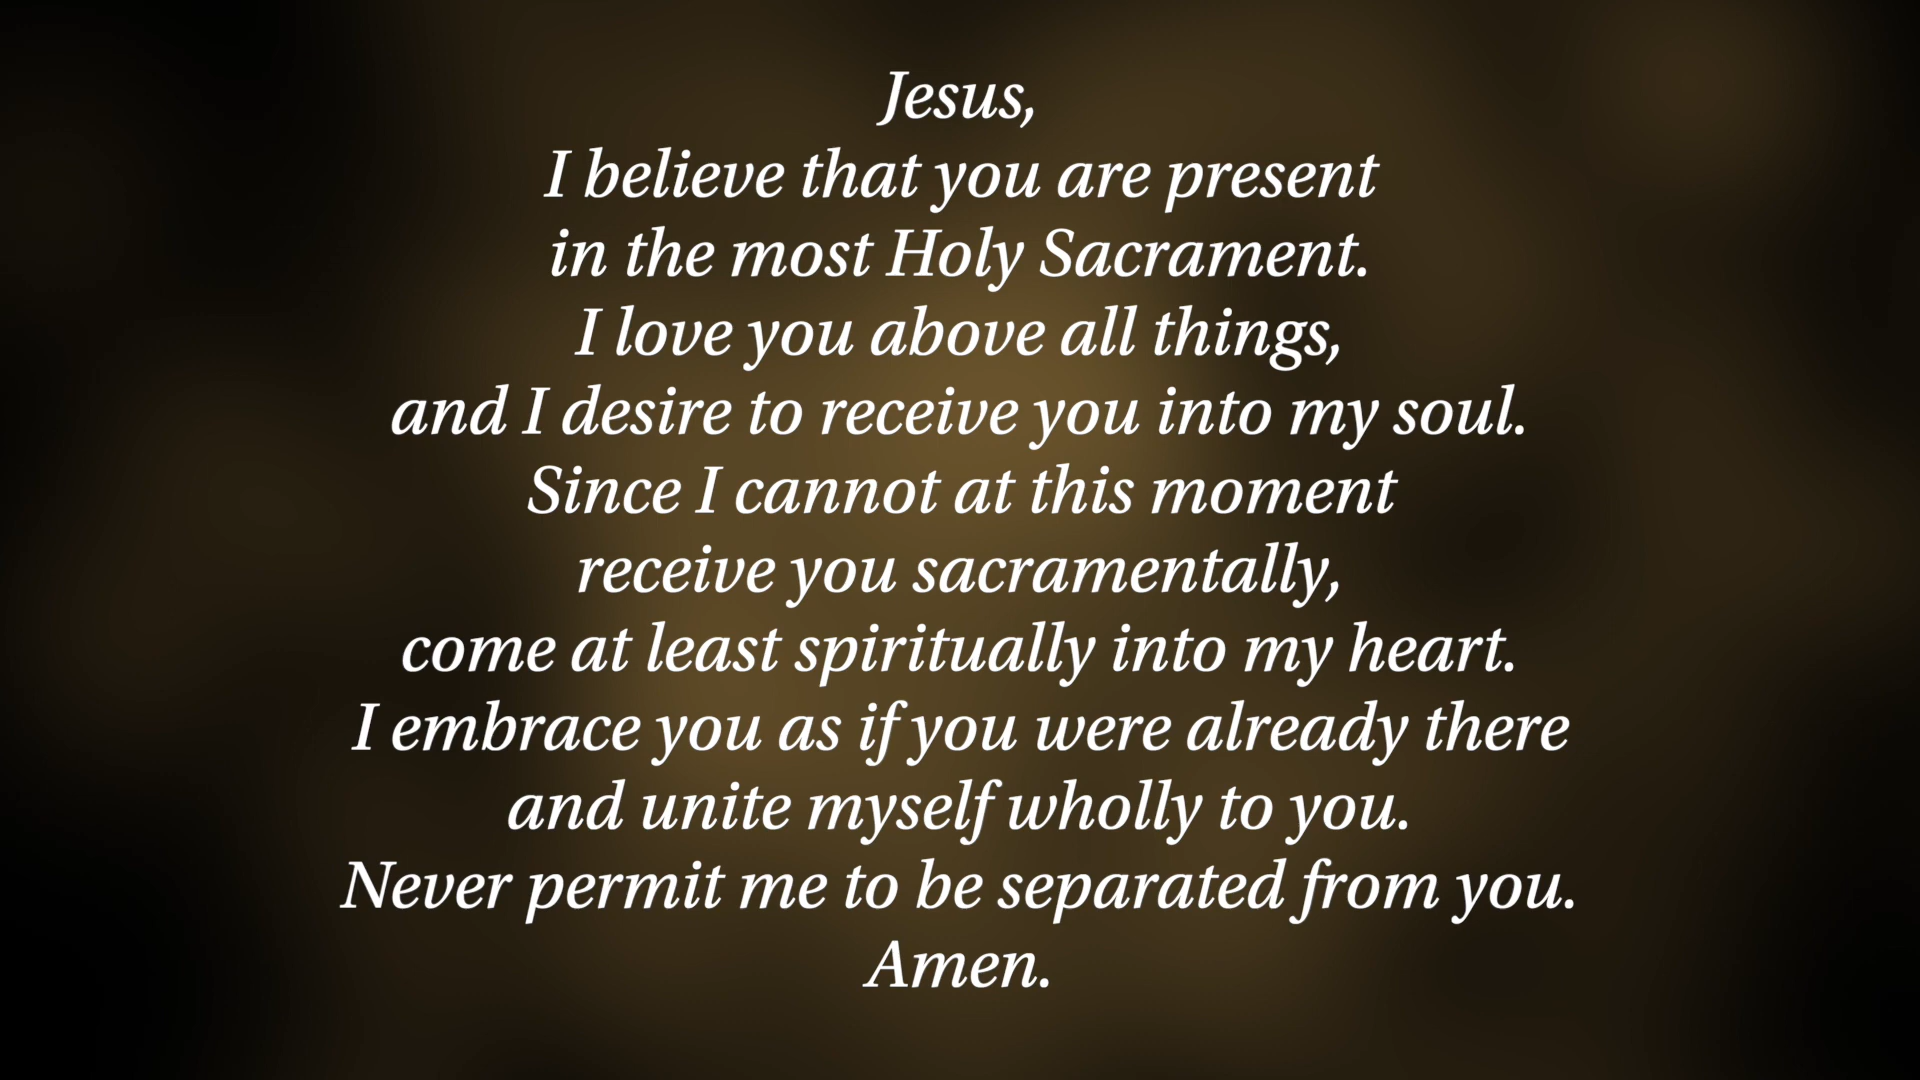 Jesus,
I believe that you are present
in the most Holy Sacrament.
I love you above all things,
and I desire to receive you into my soul.
Since I cannot at this moment
receive you sacramentally,
come at least spiritually into my heart.
I embrace you as if you were already there
and unite myself wholly to you.
Never permit me to be separated from you.
Amen.